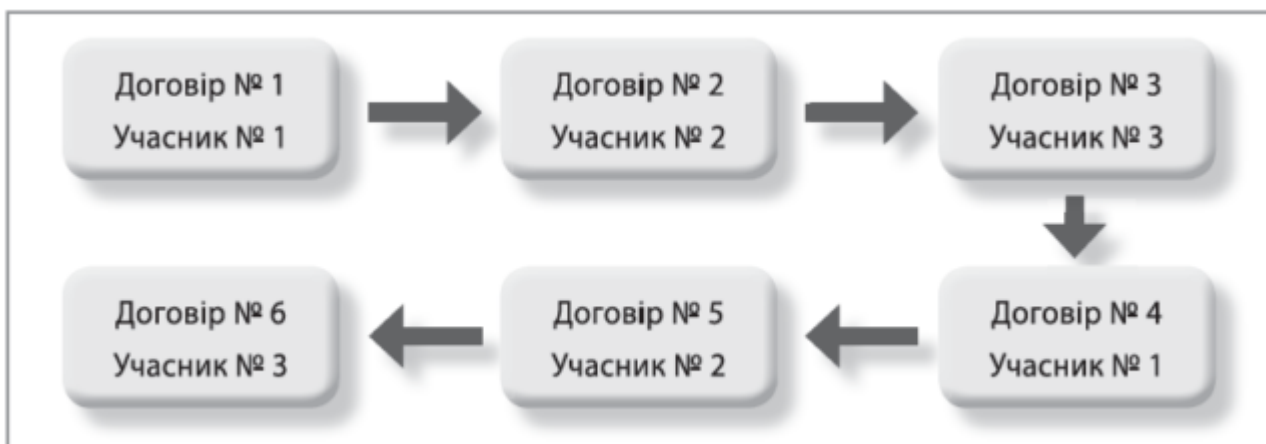 Договір № 1
Учасник № 1
Договір № 2
Учасник № 2
Договір № 3
Учасник № 3
Договір № 4
Учасник № 1
Договір № 5
Учасник № 2
Договір № 6
Учасник № 3